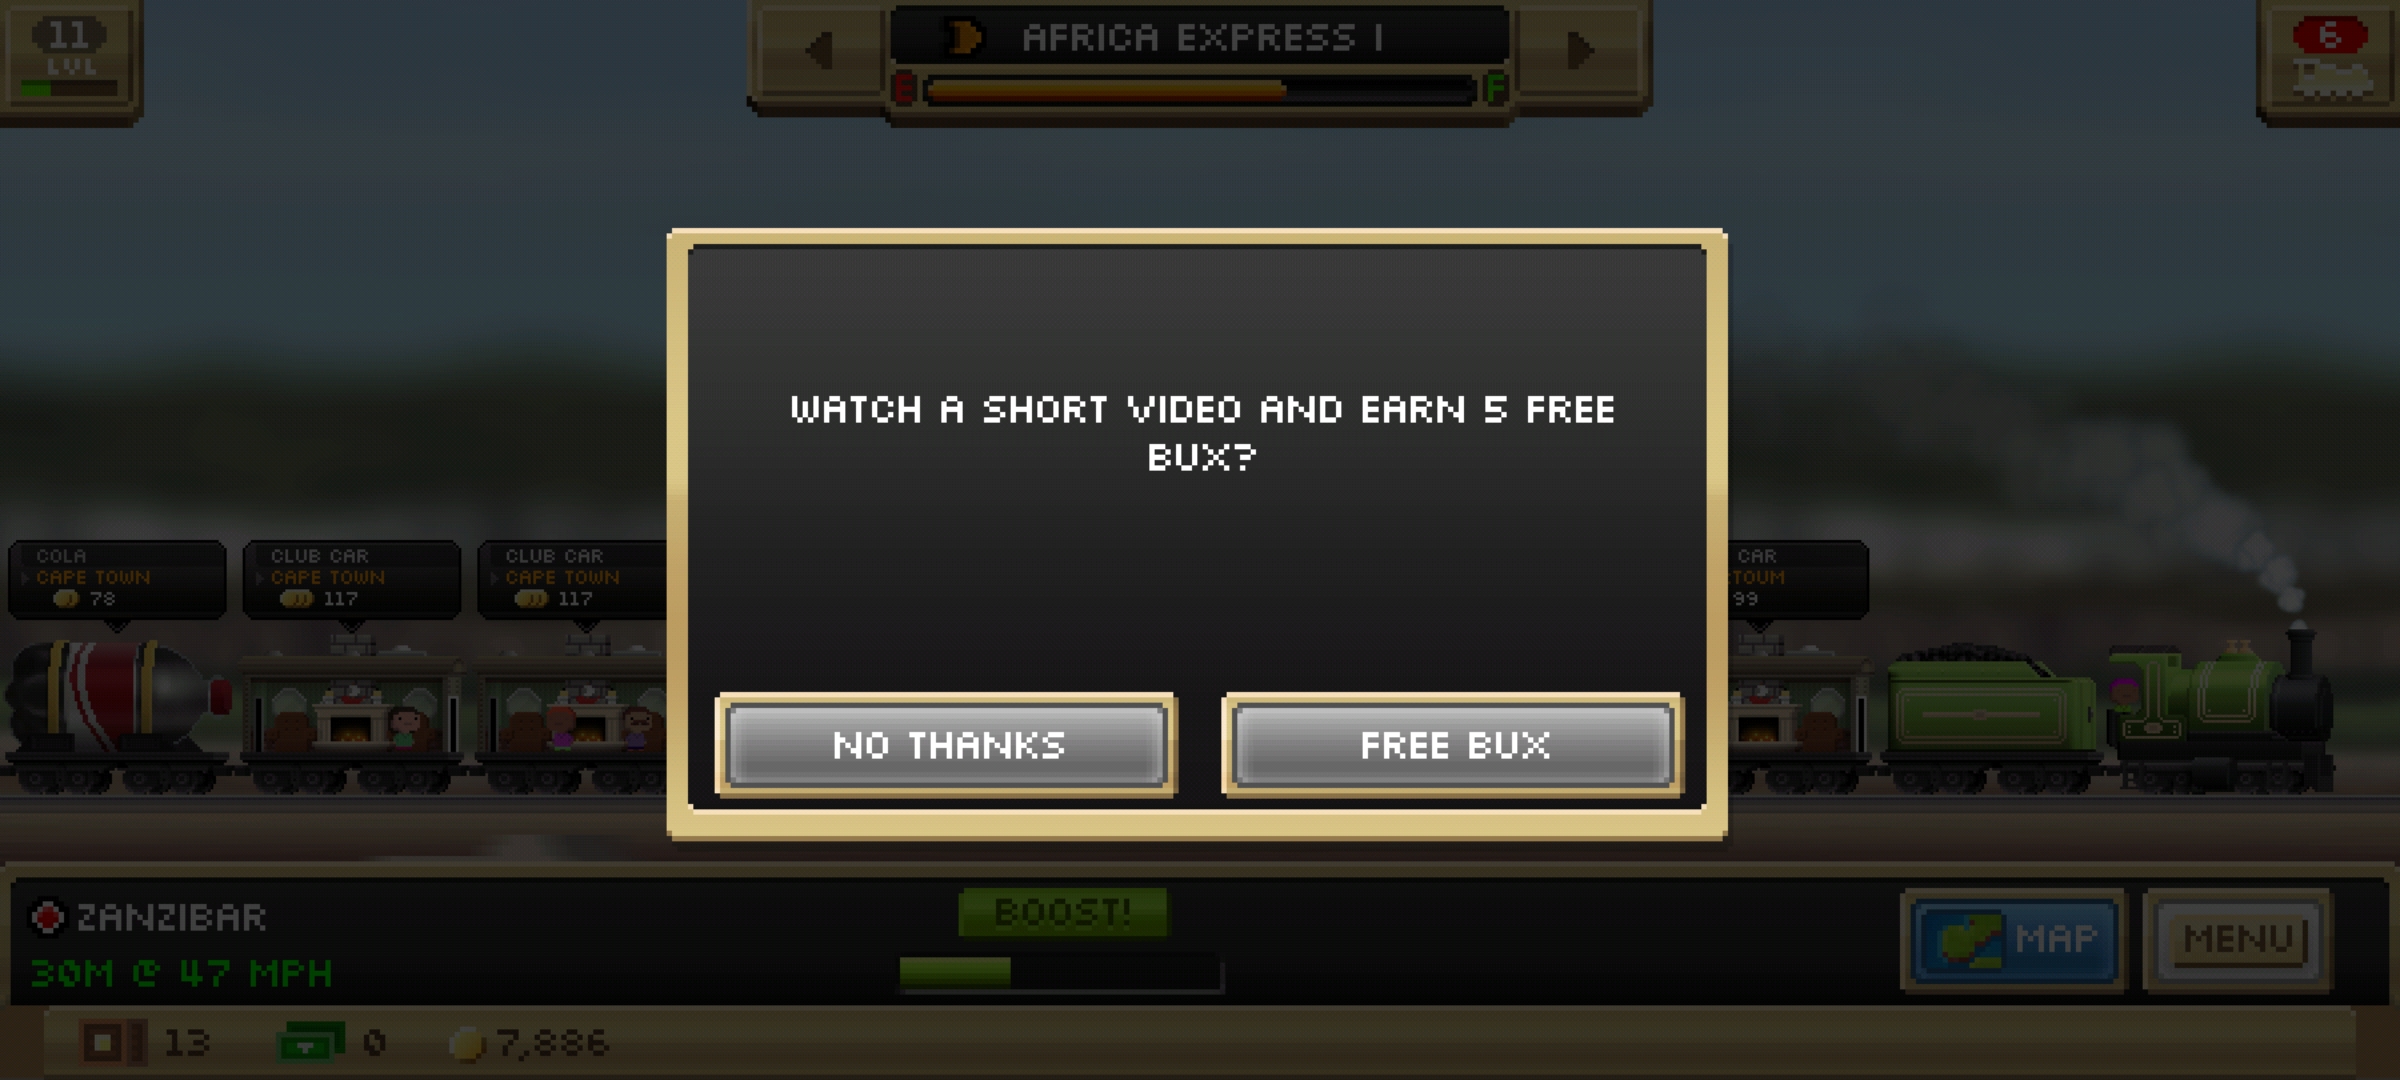 11
LVL
AFRICA EXPRESS I
E
F
6
WATCH A SHORT VIDEO AND EARN 5 FREE
BUX?
NO THANKS
FREE BUX
COLA
CAPE TOWN
78
CLUB CAR
CAPE TOWN
117
CLUB CAR
CAPE TOWN
117
CAR
TOUM
99
ZANZIBAR
30M @ 47 MPH
BOOST!
MAP
MENU
13
0
7,886